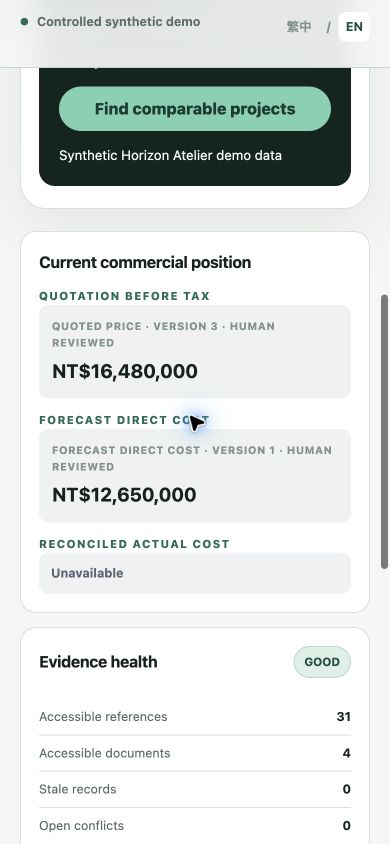 Controlled synthetic demo
繁中 / EN
Find comparable projects
Synthetic Horizon Atelier demo data
Current commercial position
QUOTATION BEFORE TAX
QUOTED PRICE · VERSION 3 · HUMAN
REVIEWED
NT$16,480,000
FORECAST DIRECT COST
FORECAST DIRECT COST · VERSION 1 · HUMAN
REVIEWED
NT$12,650,000
RECONCILED ACTUAL COST
Unavailable
Evidence health
GOOD
Accessible references 31
Accessible documents 4
Stale records 0
Open conflicts 0